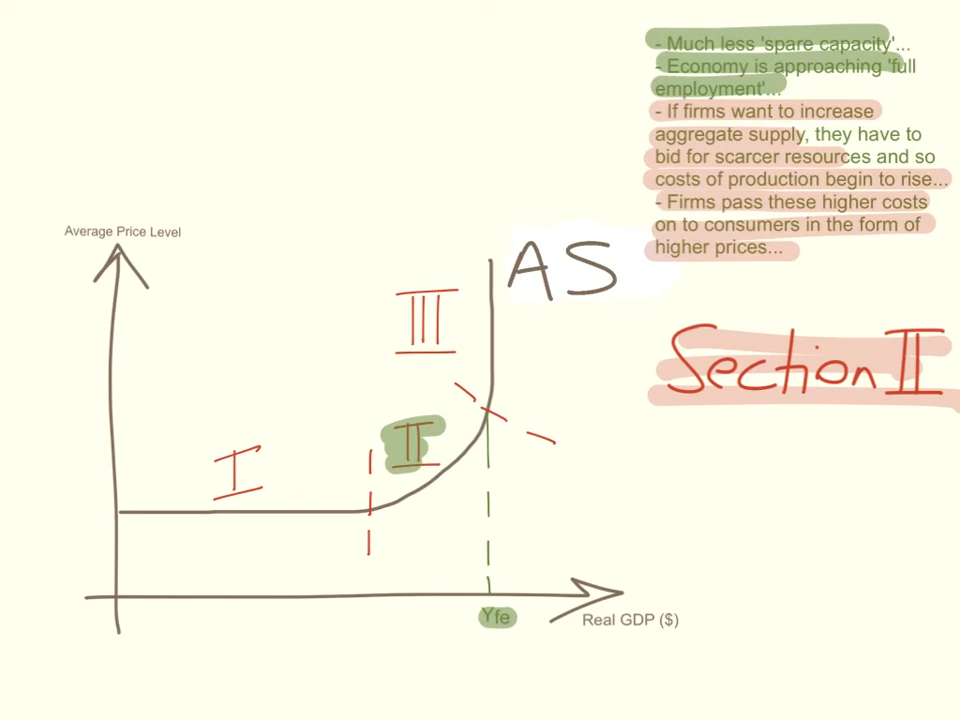 - Much less 'spare capacity'...
- Economy is approaching 'full
employment'...
- If firms want to increase
aggregate supply, they have to
bid for scarcer resources and so
costs of production begin to rise...
- Firms pass these higher costs
on to consumers in the form of
higher prices...
Average Price Level
AS
III
Section II
II
I
Yfe
Real GDP ($)